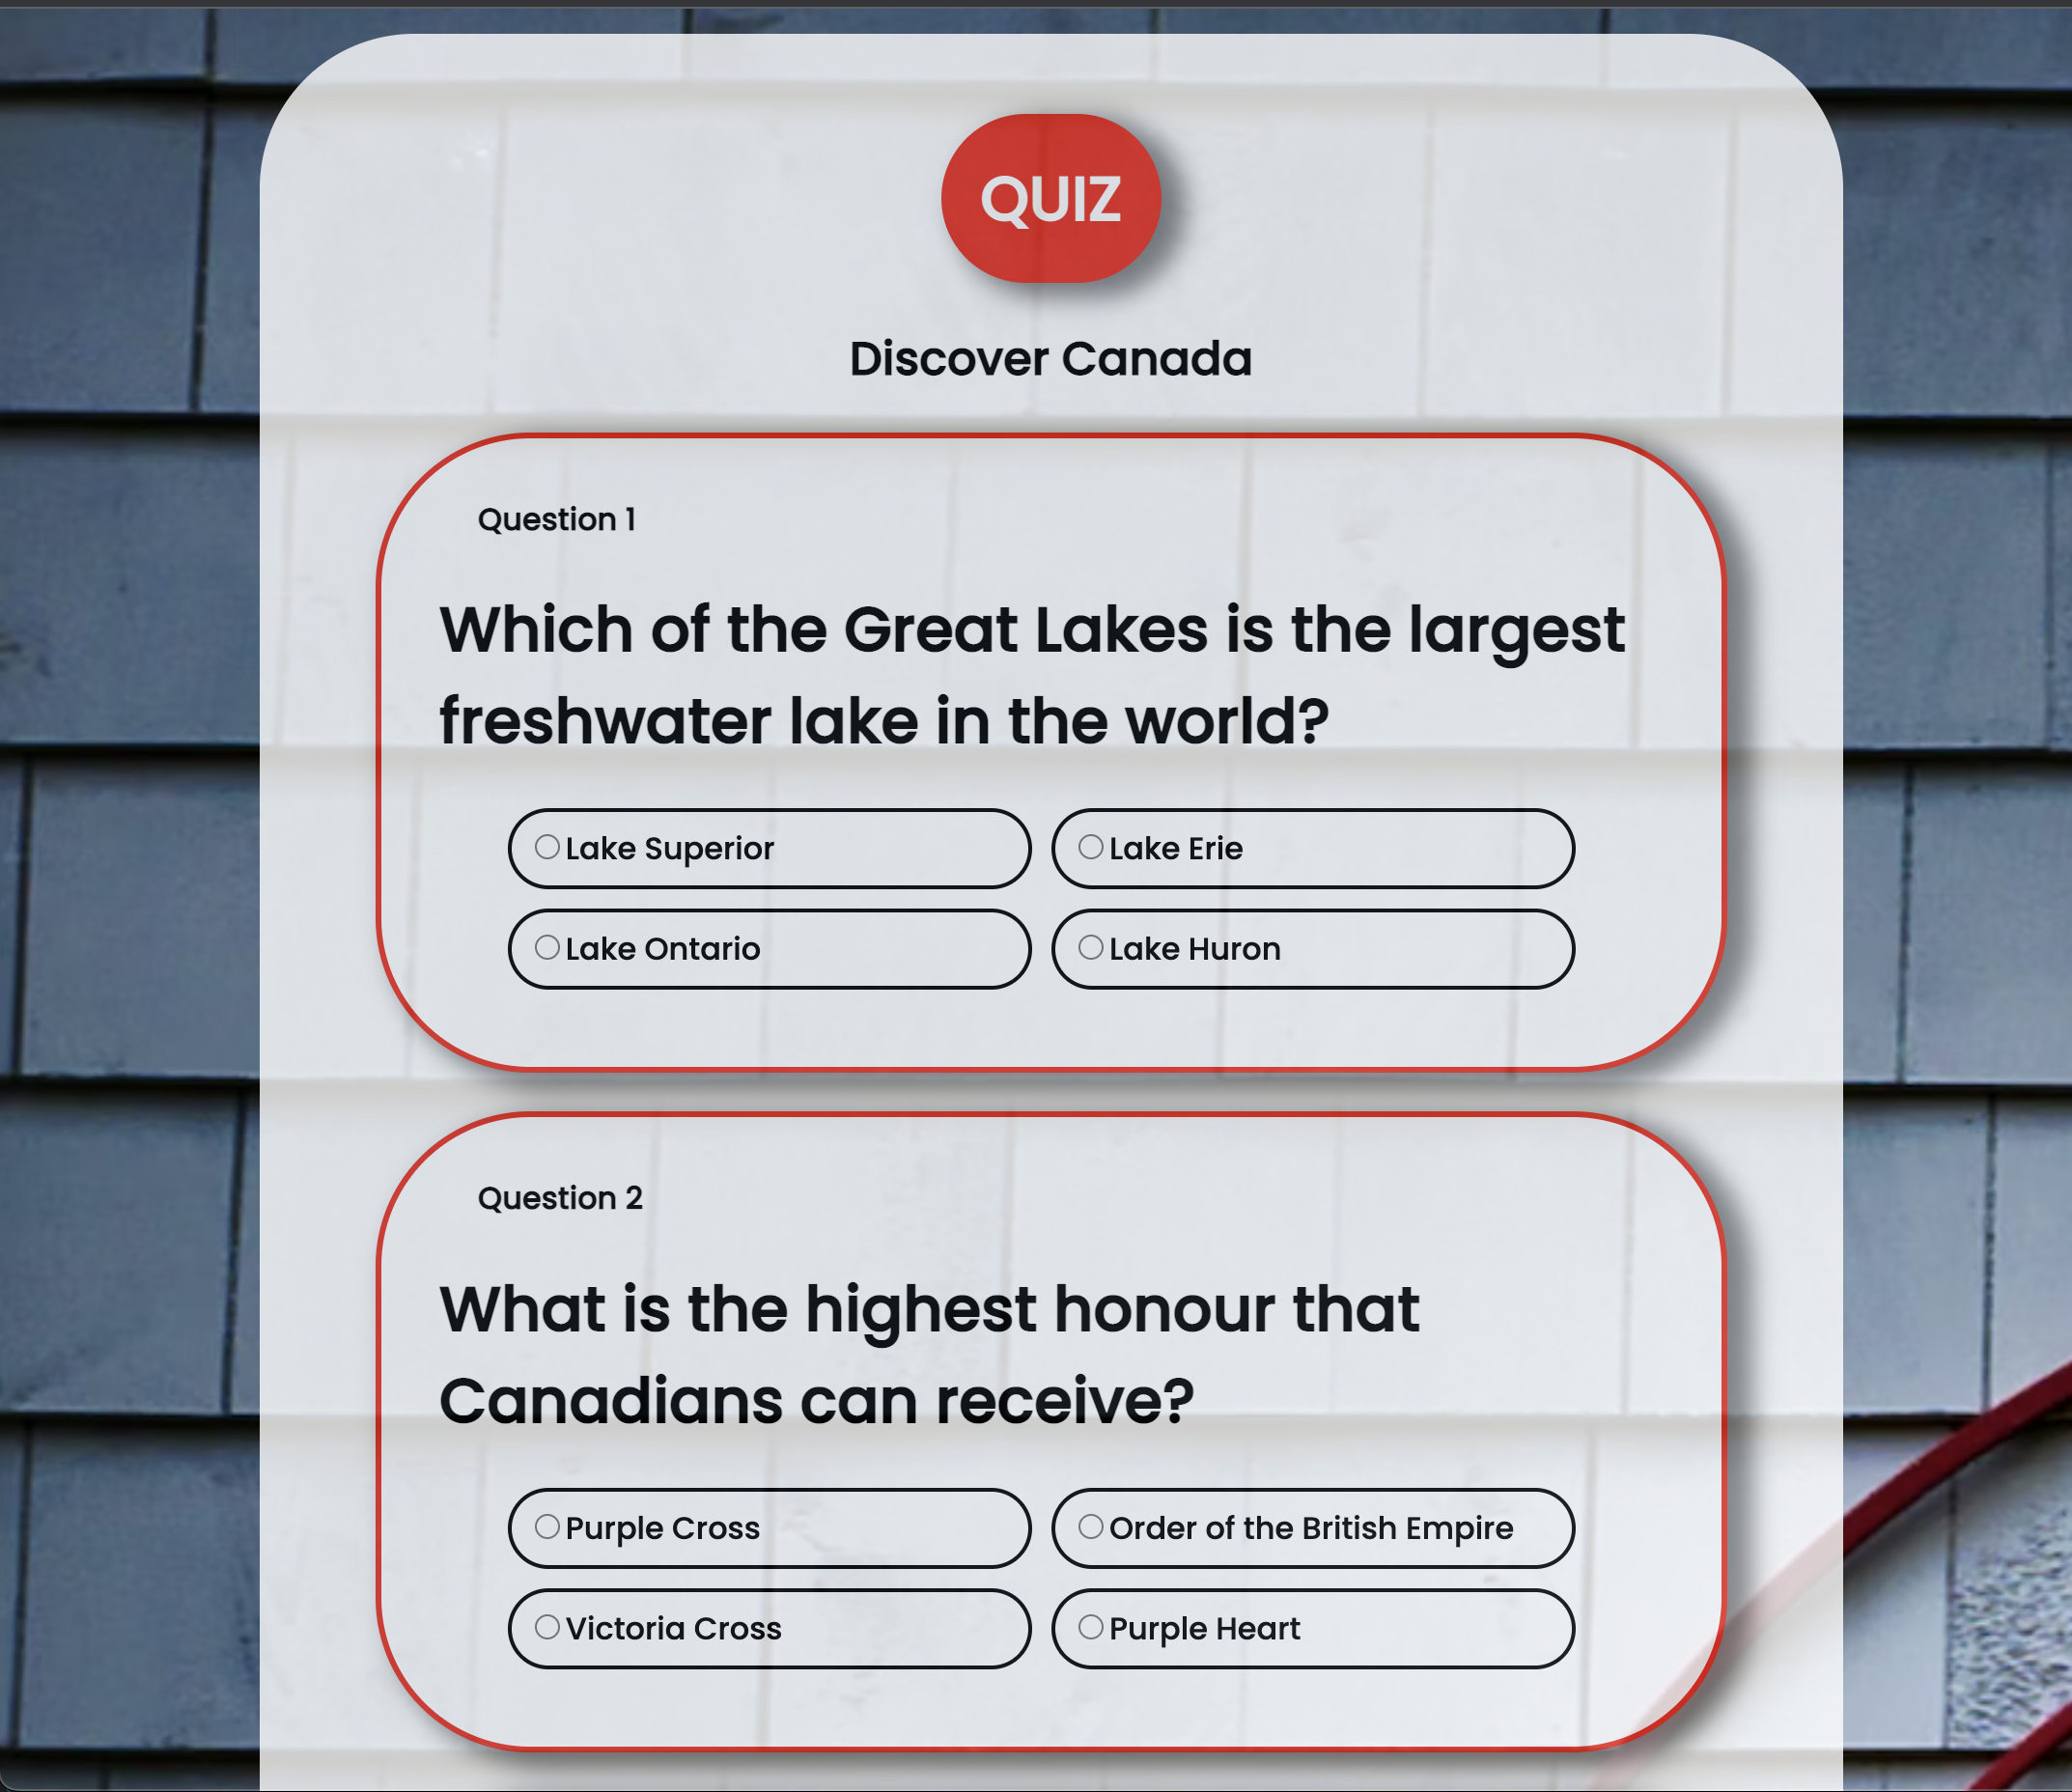 QUIZ
Discover Canada
Question 1
Which of the Great Lakes is the largest
freshwater lake in the world?
Lake Superior
Lake Erie
Lake Ontario
Lake Huron
Question 2
What is the highest honour that
Canadians can receive?
Purple Cross
Order of the British Empire
Victoria Cross
Purple Heart